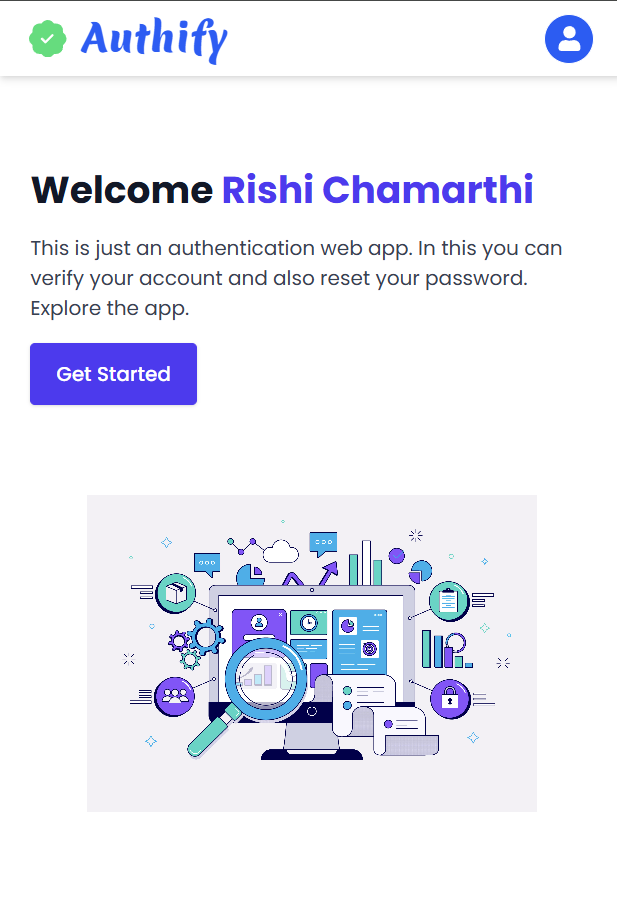 Authify
Welcome Rishi Chamarthi
This is just an authentication web app. In this you can
verify your account and also reset your password.
Explore the app.
Get Started